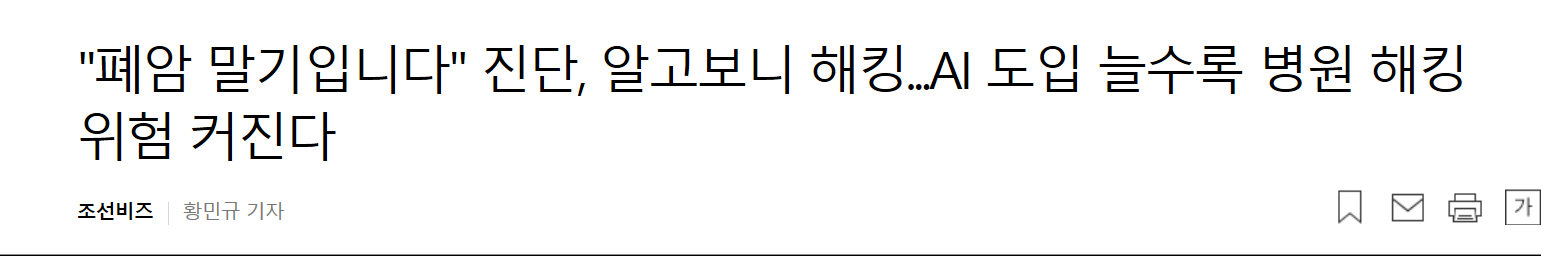 "폐암 말기입니다" 진단, 알고보니 해킹...AI 도입 늘수록 병원 해킹
위험 커진다
조선비즈 황민규 기자
가